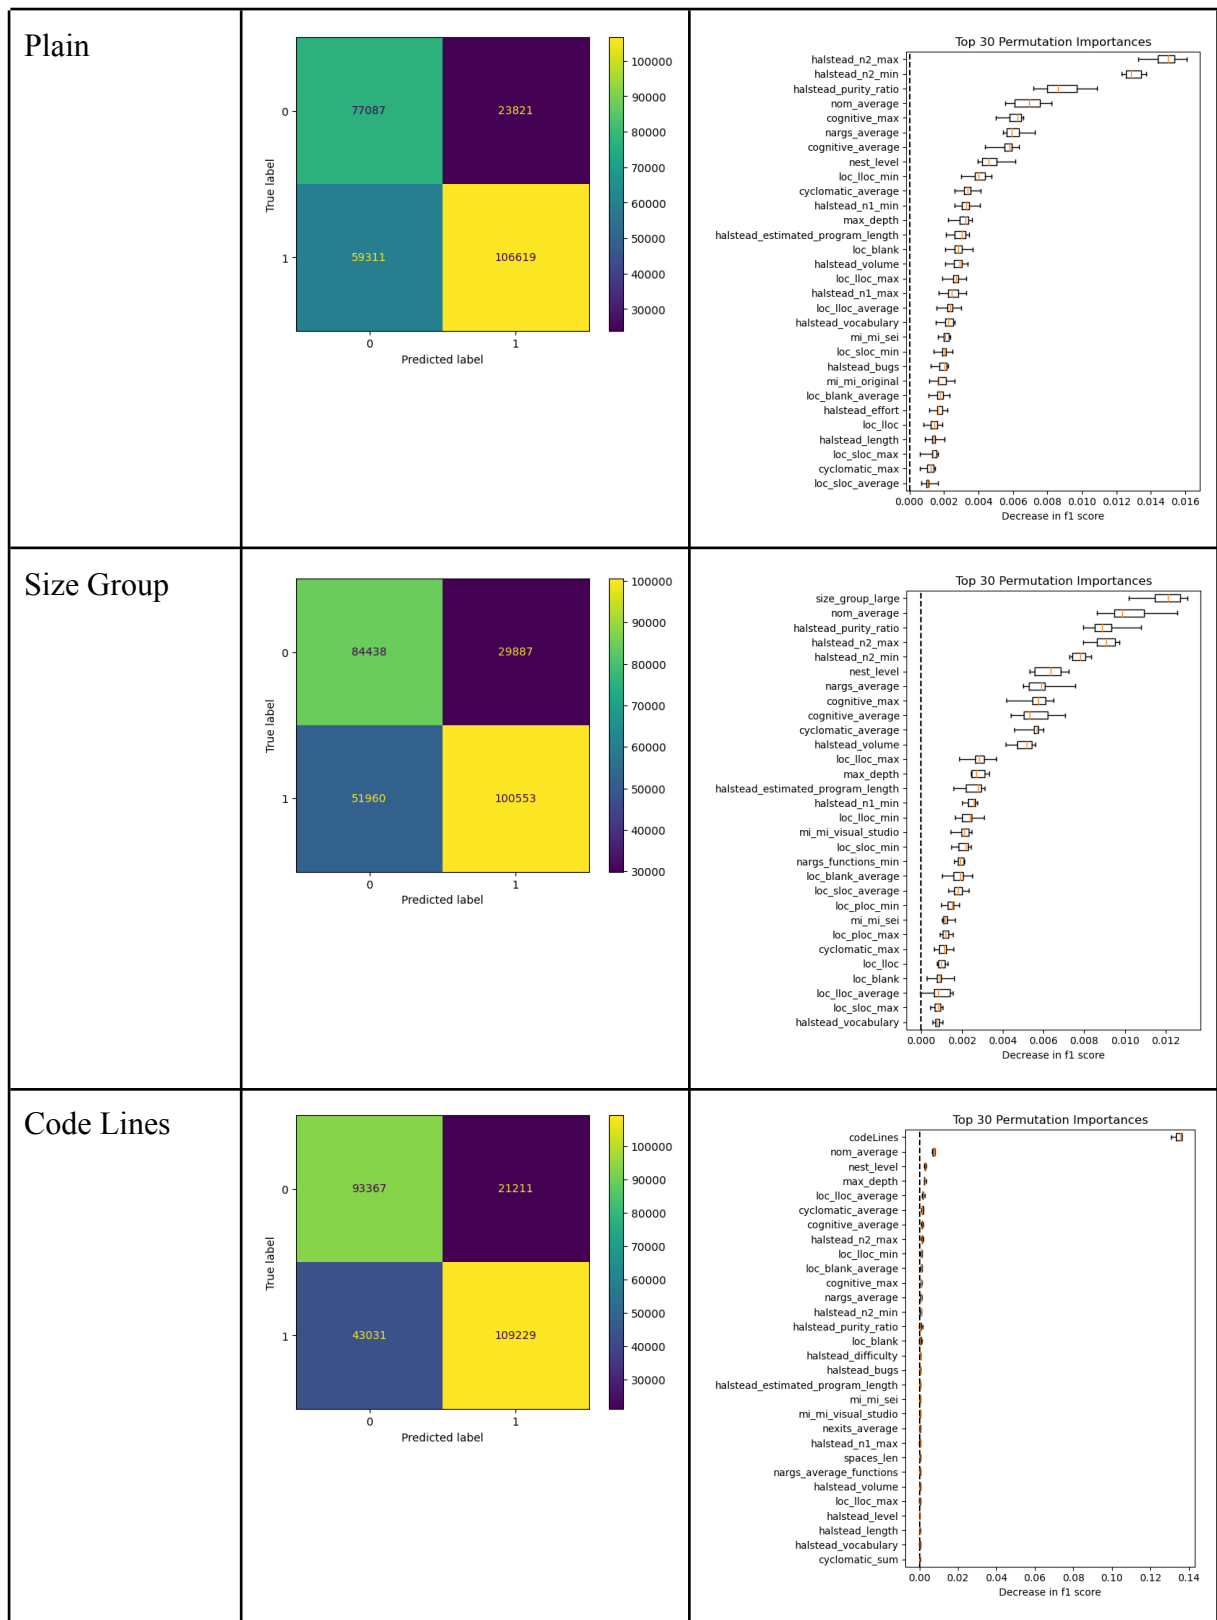 Plain
True label
0
1
77087
23821
59311
106619
0
1
Predicted label
100000
90000
80000
70000
60000
50000
40000
30000
Top 30 Permutation Importances
halstead_n2_max
halstead_n2_min
halstead_purity_ratio
nom_average
cognitive_max
nargs_average
cognitive_average
nest_level
loc_lloc_min
cyclomatic_average
halstead_n1_min
max_depth
halstead_estimated_program_length
loc_blank
halstead_volume
loc_lloc_max
halstead_n1_max
loc_lloc_average
halstead_vocabulary
mi_mi_sei
loc_sloc_min
halstead_bugs
mi_mi_original
loc_blank_average
halstead_effort
loc_lloc
halstead_length
loc_sloc_max
cyclomatic_max
loc_sloc_average
0.000 0.002 0.004 0.006 0.008 0.010 0.012 0.014 0.016
Decrease in f1 score
Size Group
True label
0
1
84438
29887
51960
100553
0
1
Predicted label
100000
90000
80000
70000
60000
50000
40000
30000
Top 30 Permutation Importances
size_group_large
nom_average
halstead_purity_ratio
halstead_n2_max
halstead_n2_min
nest_level
nargs_average
cognitive_max
cognitive_average
cyclomatic_average
halstead_volume
loc_lloc_max
max_depth
halstead_estimated_program_length
halstead_n1_min
loc_lloc_min
mi_mi_visual_studio
loc_sloc_min
nargs_functions_min
loc_blank_average
loc_sloc_average
loc_ploc_min
mi_mi_sei
loc_ploc_max
cyclomatic_max
loc_lloc
loc_blank
loc_lloc_average
loc_sloc_max
halstead_vocabulary
0.000 0.002 0.004 0.006 0.008 0.010 0.012
Decrease in f1 score
Code Lines
True label
0
1
93367
21211
43031
109229
0
1
Predicted label
100000
90000
80000
70000
60000
50000
40000
30000
Top 30 Permutation Importances
codeLines
nom_average
nest_level
max_depth
loc_lloc_average
cyclomatic_average
cognitive_average
halstead_n2_max
loc_lloc_min
loc_blank_average
cognitive_max
nargs_average
halstead_n2_min
halstead_purity_ratio
loc_blank
halstead_difficulty
halstead_bugs
halstead_estimated_program_length
mi_mi_sei
mi_mi_visual_studio
nexits_average
halstead_n1_max
spaces_len
nargs_average_functions
halstead_volume
loc_lloc_max
halstead_level
halstead_length
halstead_vocabulary
cyclomatic_sum
0.00 0.02 0.04 0.06 0.08 0.10 0.12 0.14
Decrease in f1 score